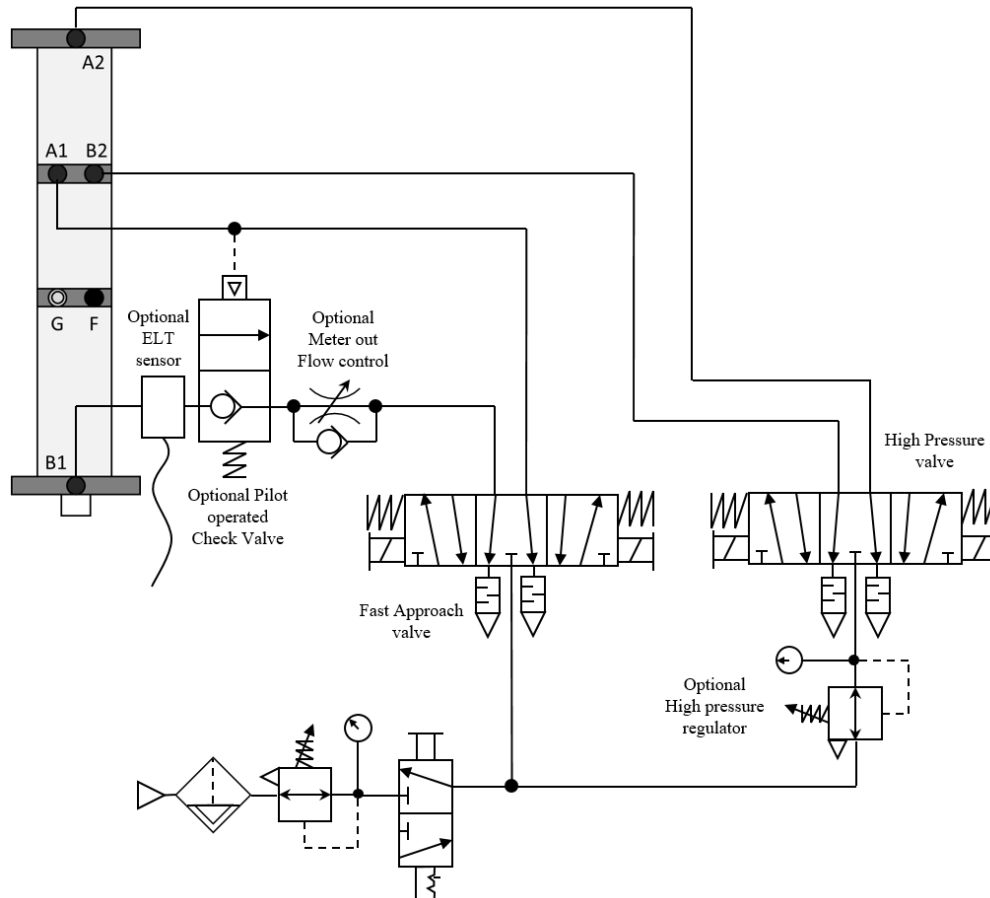 A2
A1 B2
G F
Optional
ELT
sensor
Optional
Meter out
Flow control
B1
Optional Pilot
operated
Check Valve
High Pressure
valve
Fast Approach
valve
Optional
High pressure
regulator